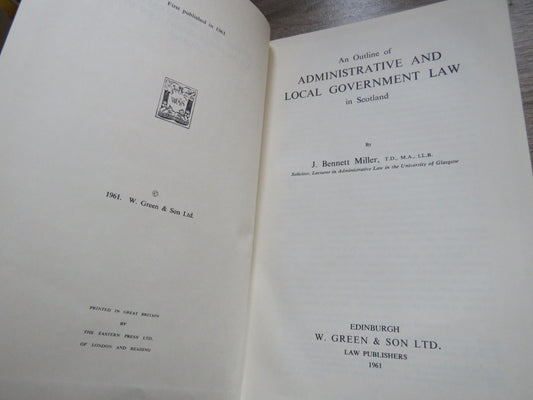 First published in 1961
©
1961. W. Green & Son Ltd.
PRINTED IN GREAT BRITAIN
BY
THE EASTERN PRESS LTD.
OF LONDON AND READING
An Outline of
ADMINISTRATIVE AND
LOCAL GOVERNMENT LAW
in Scotland
By
J. Bennett Miller, T.D., M.A., LL.B.
Solicitor, Lecturer in Administrative Law in the University of Glasgow
EDINBURGH
W. GREEN & SON LTD.
LAW PUBLISHERS
1961